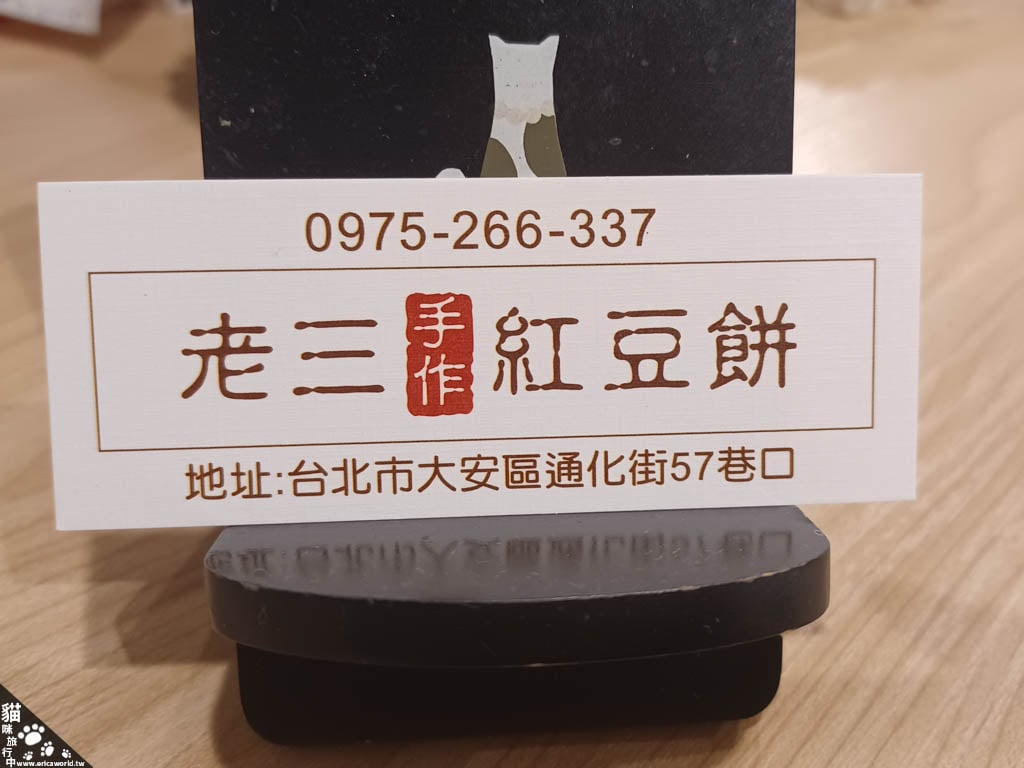 0975-266-337
老三手作紅豆餅
地址:台北市大安區通化街57巷口
貓咪旅行中
www.ericaworld.tw